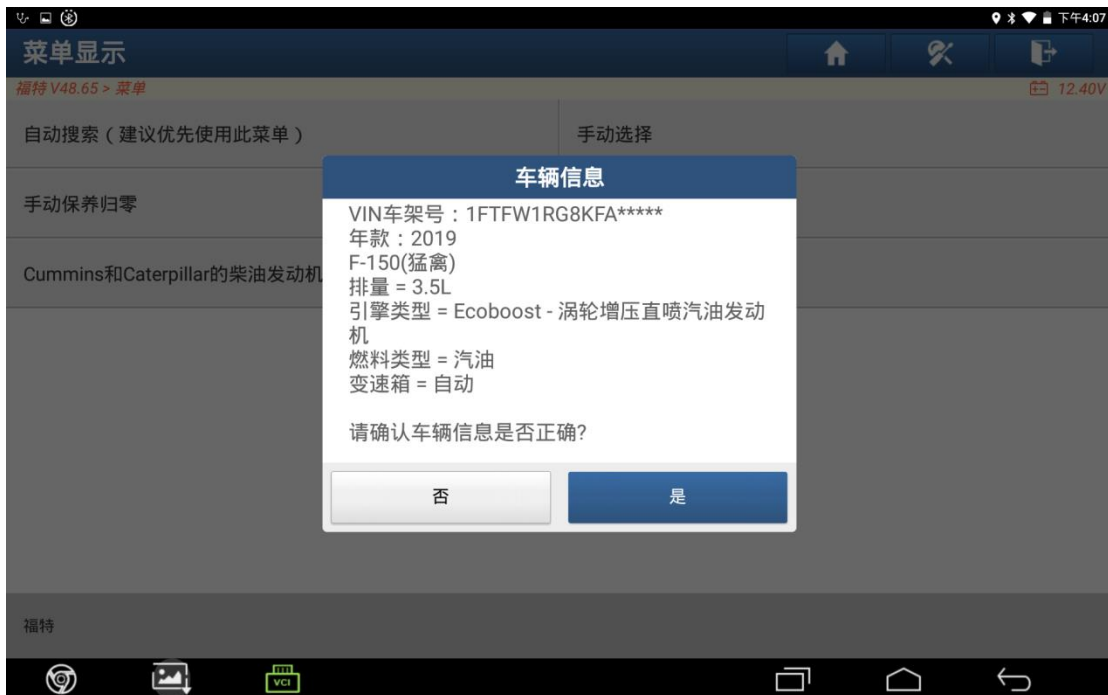 下午4:07
菜单显示
福特 V48.65 > 菜单
12.40V
自动搜索（建议优先使用此菜单）
手动选择
手动保养归零
Cummins和Caterpillar的柴油发动机
车辆信息
VIN车架号：1FTFW1RG8KFA*****
年款：2019
F-150(猛禽)
排量 = 3.5L
引擎类型 = Ecoboost - 涡轮增压直喷汽油发动
机
燃料类型 = 汽油
变速箱 = 自动
请确认车辆信息是否正确?
否
是
福特
VCI